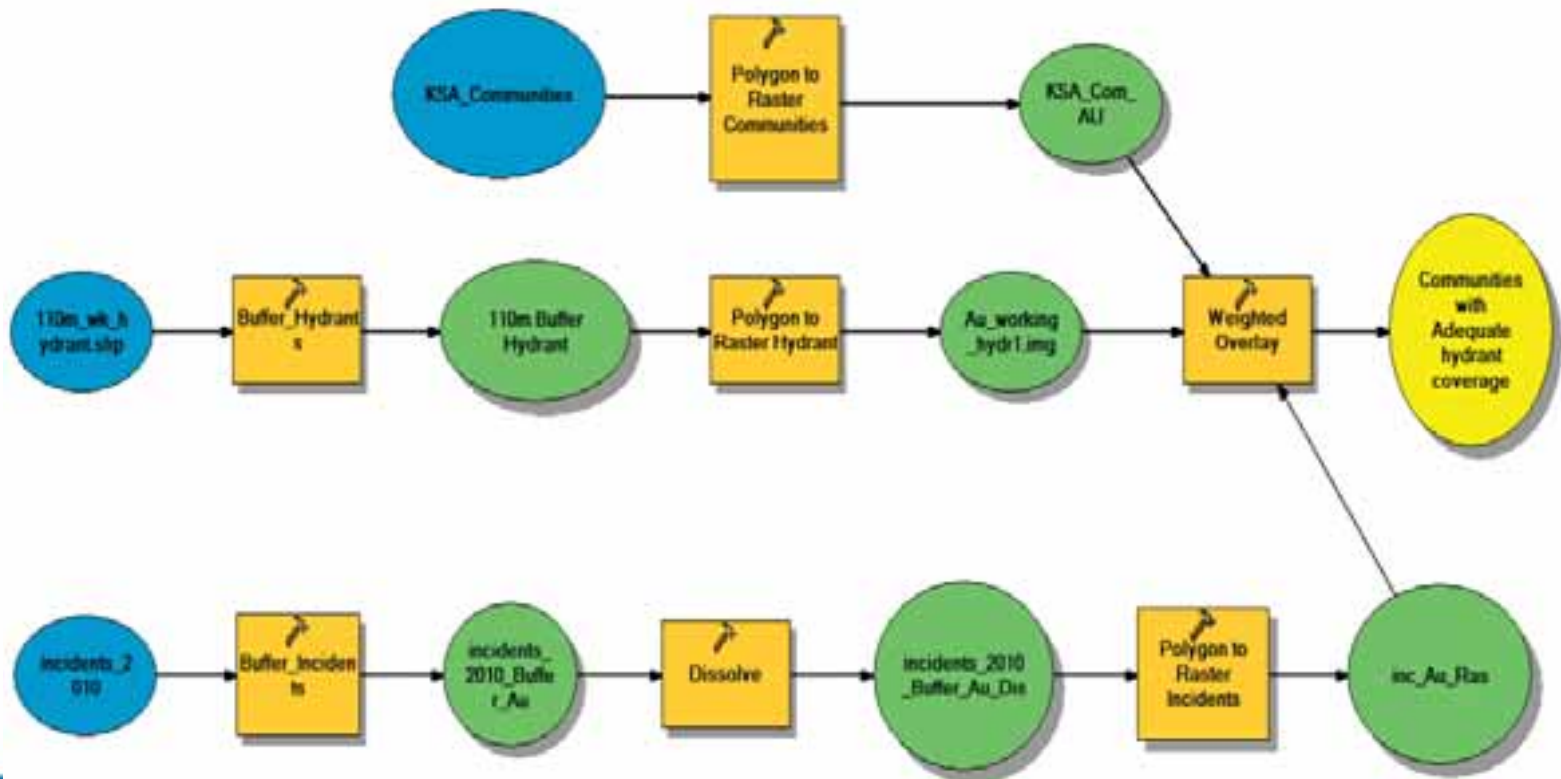 KSA_Communities
Polygon to
Raster
Communities
KSA_Com_
AU
110m_wk_h
ydrant.shp
Buffer_Hydrant
s
110m Buffer
Hydrant
Polygon to
Raster Hydrant
Au_working
_hydr1.img
Weighted
Overlay
Communities
with
Adequate
hydrant
coverage
incidents_2
010
Buffer_Inciden
ts
incidents_
2010_Buffe
r_Au
Dissolve
incidents_2010
_Buffer_Au_Dis
Polygon to
Raster
Incidents
inc_Au_Ras